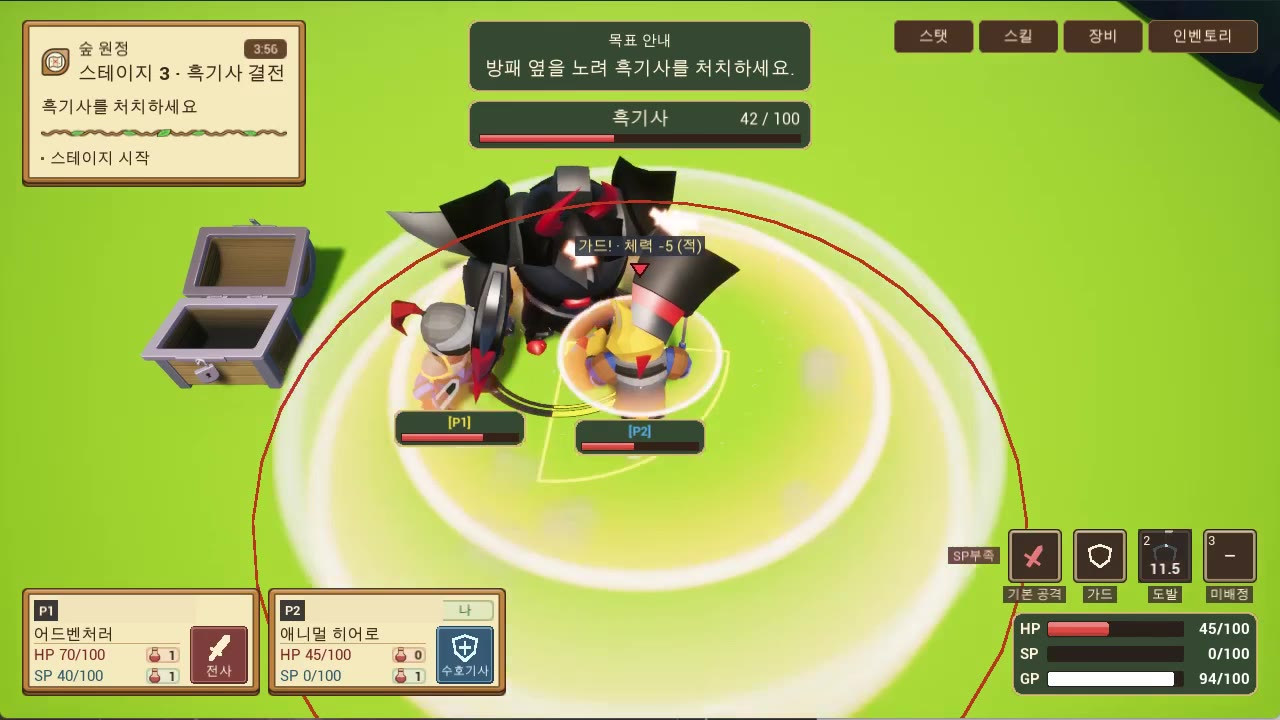 숲 원정
3:56
스테이지 3 · 흑기사 결전
흑기사를 처치하세요
· 스테이지 시작
목표 안내
방패 옆을 노려 흑기사를 처치하세요.
흑기사 42 / 100
스탯
스킬
장비
인벤토리
가드! · 체력 -5 (적)
[P1]
[P2]
P1
어드벤처러
HP 70/100 1
SP 40/100 1
전사
P2 나
애니멀 히어로
HP 45/100 0
SP 0/100 1
수호기사
SP부족
2
11.5
3
기본 공격
가드
도발
미배정
HP 45/100
SP 0/100
GP 94/100